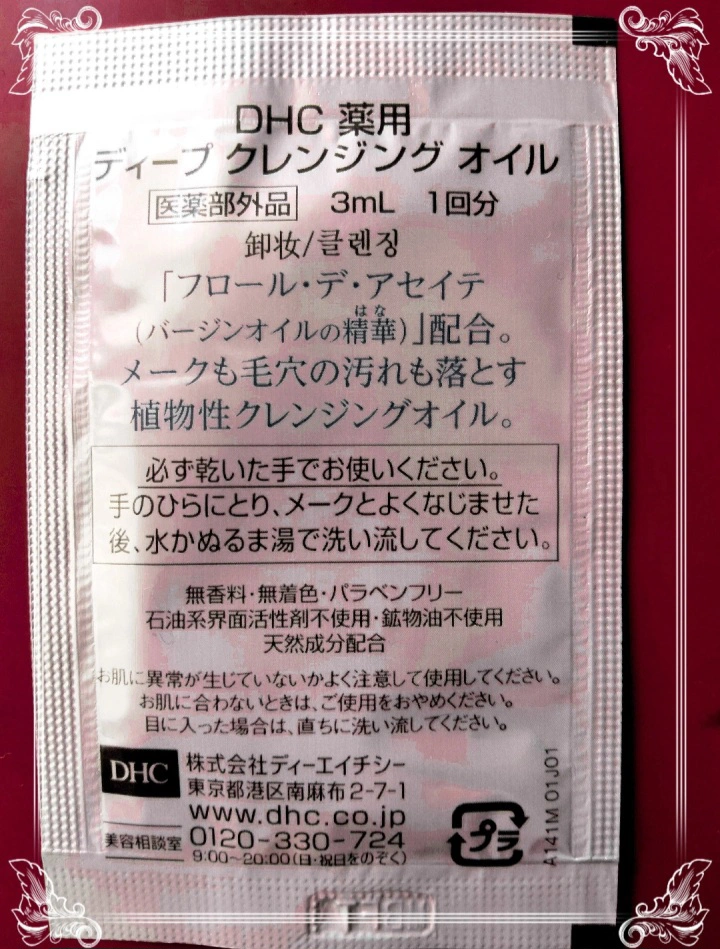 DHC 薬用
ディープ クレンジング オイル
医薬部外品 3mL 1回分
卸妆/클렌징
「フロール・デ・アセイテ
はな
(バージンオイルの精華)」配合。
メークも毛穴の汚れも落とす
植物性クレンジングオイル。
必ず乾いた手でお使いください。
手のひらにとり、メークとよくなじませた
後、水かぬるま湯で洗い流してください。
無香料・無着色・パラベンフリー
石油系界面活性剤不使用・鉱物油不使用
天然成分配合
お肌に異常が生じていないかよく注意して使用してください。
お肌に合わないときは、ご使用をおやめください。
目に入った場合は、直ちに洗い流してください。
DHC 株式会社ディーエイチシー
東京都港区南麻布2-7-1
www.dhc.co.jp
美容相談室 0120-330-724
9:00~20:00(日・祝日をのぞく)
プラ
A141M 01J01